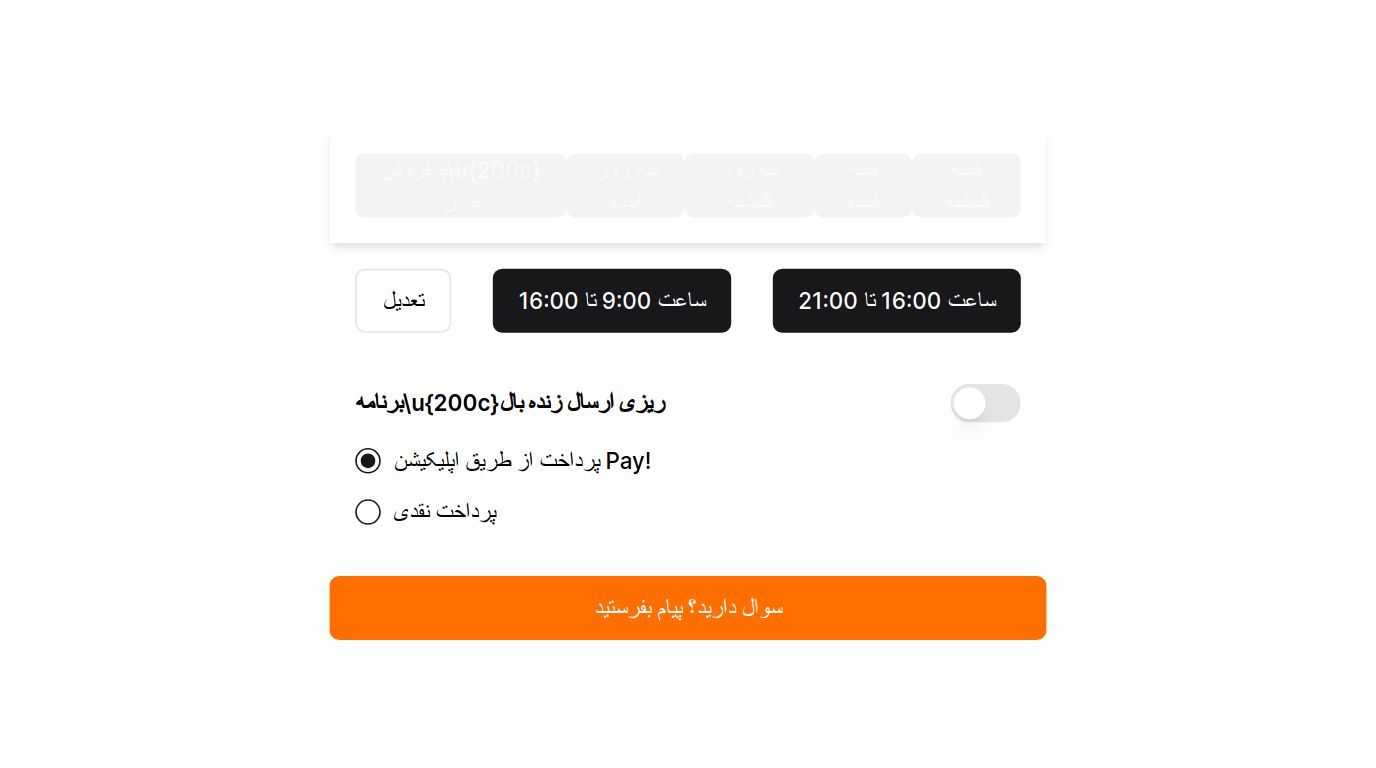 پرفروش\u{200c}
ترین
سه روز
آینده
سه روز
گذشته
هفته
آینده
هفته
گذشته
تعدیل
ساعت 9:00 تا 16:00
ساعت 16:00 تا 21:00
برنامه\u{200c}ریزی ارسال زنده بال
پرداخت از طریق اپلیکیشن Pay!
پرداخت نقدی
سوال دارید؟ پیام بفرستید